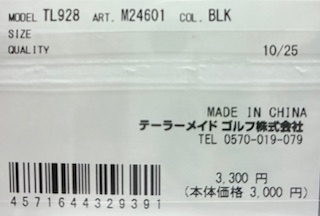 MODEL TL928 ART. M24601 COL. BLK
SIZE
QUALITY 10/25
MADE IN CHINA
テーラーメイド ゴルフ株式会社
TEL 0570-019-079
3,300 円
(本体価格 3,000 円)
4571644329391